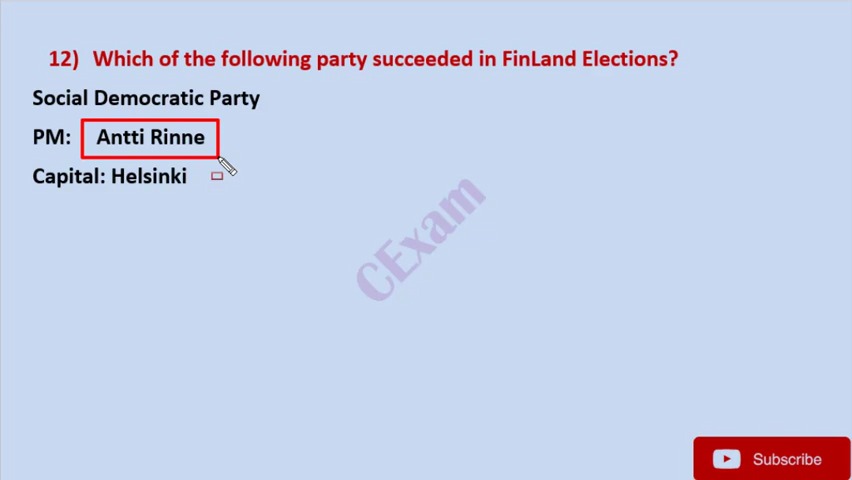 12) Which of the following party succeeded in FinLand Elections?
Social Democratic Party
PM: Antti Rinne
Capital: Helsinki
CExam
Subscribe